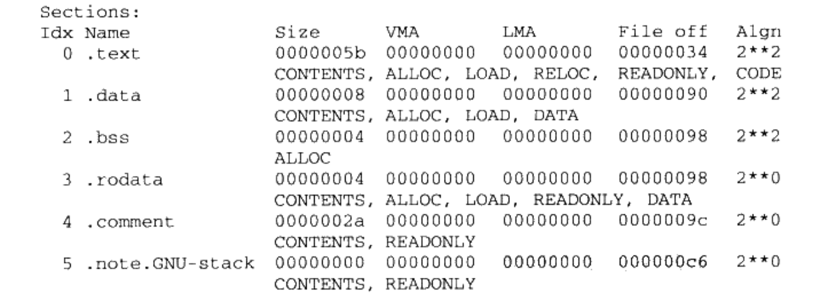 Sections:
Idx Name Size VMA LMA File off Algn
0 .text 0000005b 00000000 00000000 00000034 2**2
CONTENTS, ALLOC, LOAD, RELOC, READONLY, CODE
1 .data 00000008 00000000 00000000 00000090 2**2
CONTENTS, ALLOC, LOAD, DATA
2 .bss 00000004 00000000 00000000 00000098 2**2
ALLOC
3 .rodata 00000004 00000000 00000000 00000098 2**0
CONTENTS, ALLOC, LOAD, READONLY, DATA
4 .comment 0000002a 00000000 00000000 0000009c 2**0
CONTENTS, READONLY
5 .note.GNU-stack 00000000 00000000 00000000 000000c6 2**0
CONTENTS, READONLY